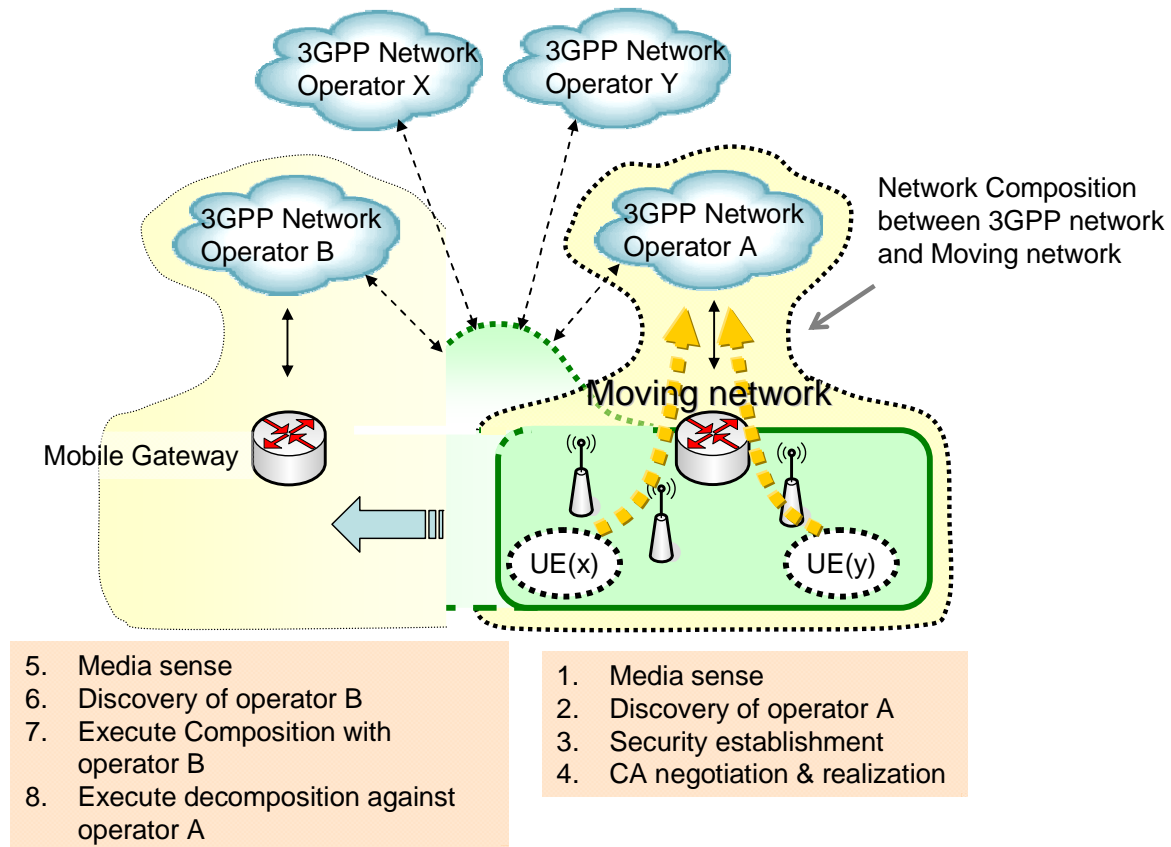 3GPP Network
Operator X
3GPP Network
Operator Y
3GPP Network
Operator B
3GPP Network
Operator A
Network Composition
between 3GPP network
and Moving network
Moving network
Mobile Gateway
UE(x)
UE(y)
5. Media sense
6. Discovery of operator B
7. Execute Composition with
operator B
8. Execute decomposition against
operator A
1. Media sense
2. Discovery of operator A
3. Security establishment
4. CA negotiation & realization